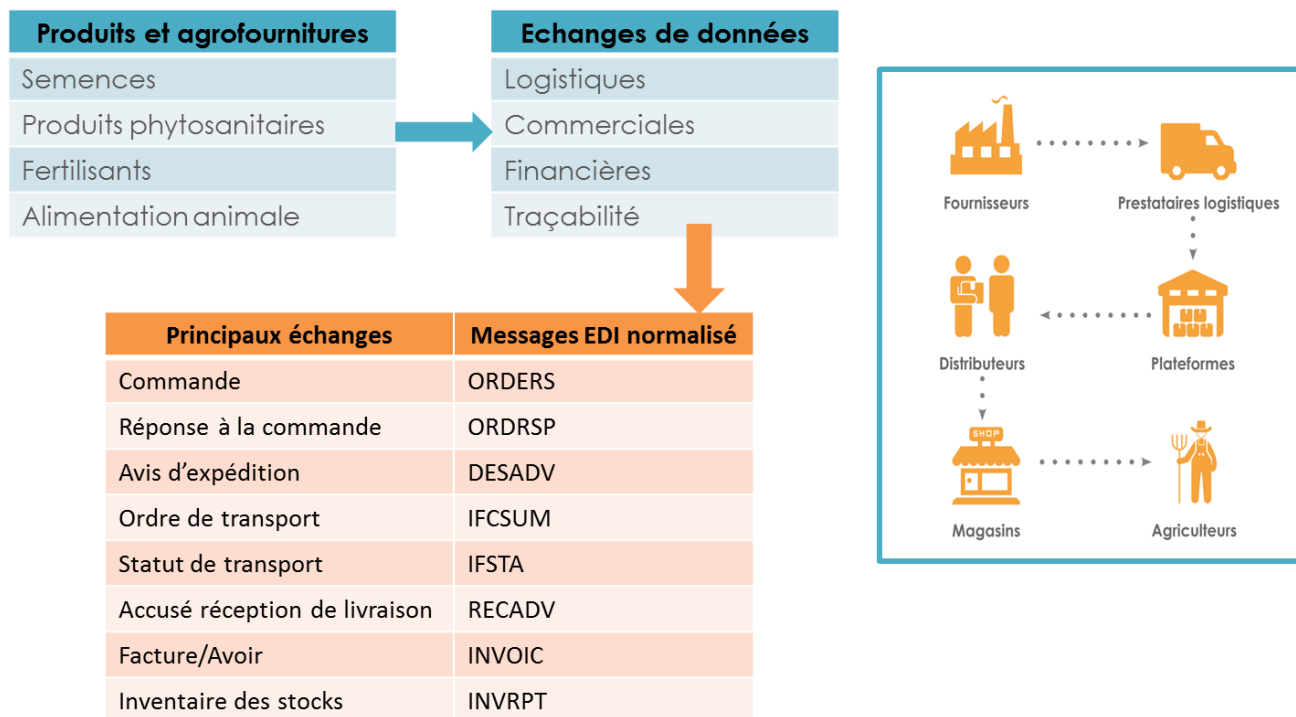 Produits et agrofournitures
Semences
Produits phytosanitaires
Fertilisants
Alimentation animale
Echanges de données
Logistiques
Commerciales
Financières
Traçabilité
Principaux échanges Messages EDI normalisé
Commande ORDERS
Réponse à la commande ORDRSP
Avis d’expédition DESADV
Ordre de transport IFCSUM
Statut de transport IFSTA
Accusé réception de livraison RECADV
Facture/Avoir INVOIC
Inventaire des stocks INVRPT
Fournisseurs Prestataires logistiques
Distributeurs Plateformes
SHOP
Magasins Agriculteurs